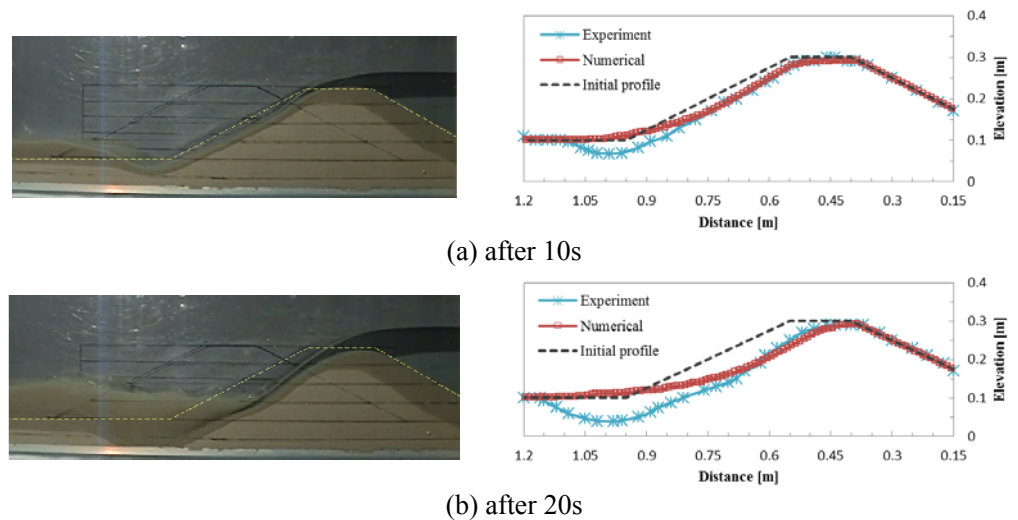 Experiment
Numerical
Initial profile
0.4
0.3
0.2
0.1
0
Elevation [m]
1.2 1.05 0.9 0.75 0.6 0.45 0.3 0.15
Distance [m]
(a) after 10s
Experiment
Numerical
Initial profile
0.4
0.3
0.2
0.1
0
Elevation [m]
1.2 1.05 0.9 0.75 0.6 0.45 0.3 0.15
Distance [m]
(b) after 20s